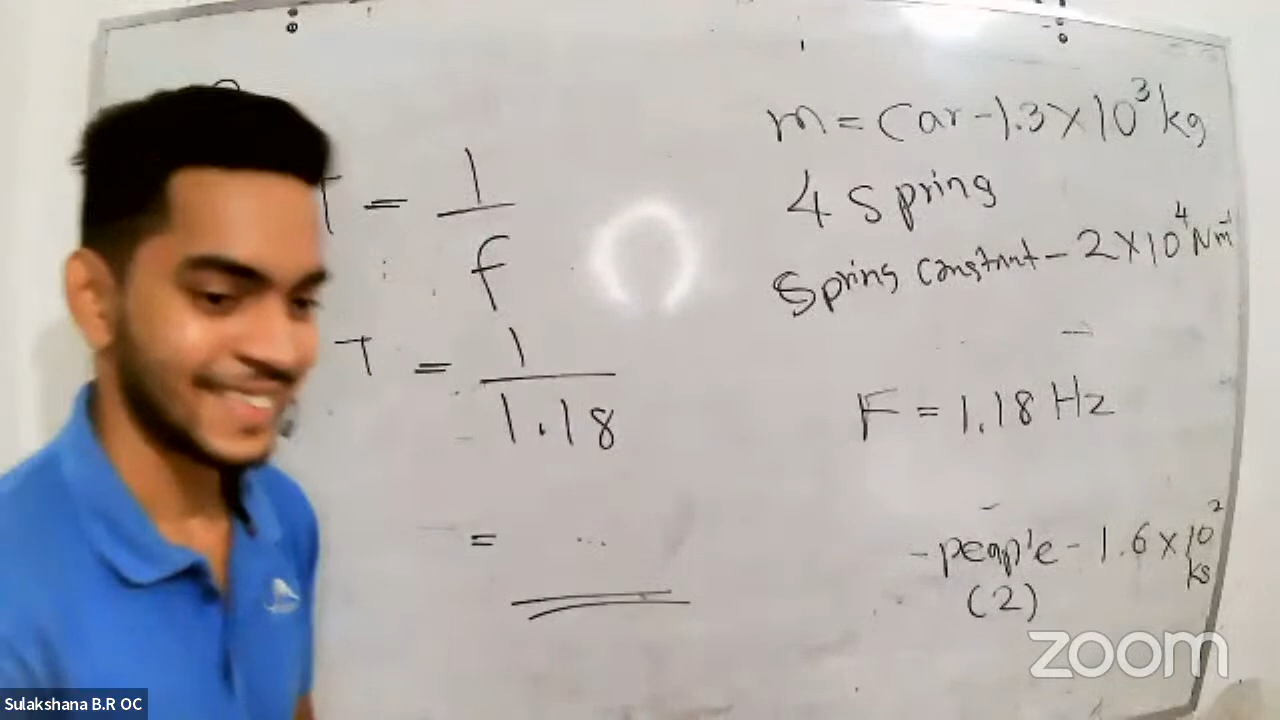 T = 1/f
T = 1/1.18
= ...
m = Car - 1.3 × 10³ kg
4 Spring
Spring constant - 2 × 10⁴ Nm⁻¹
F = 1.18 Hz
- people - 1.6 × 10² kg
(2)
zoom
Sulakshana B.R OC